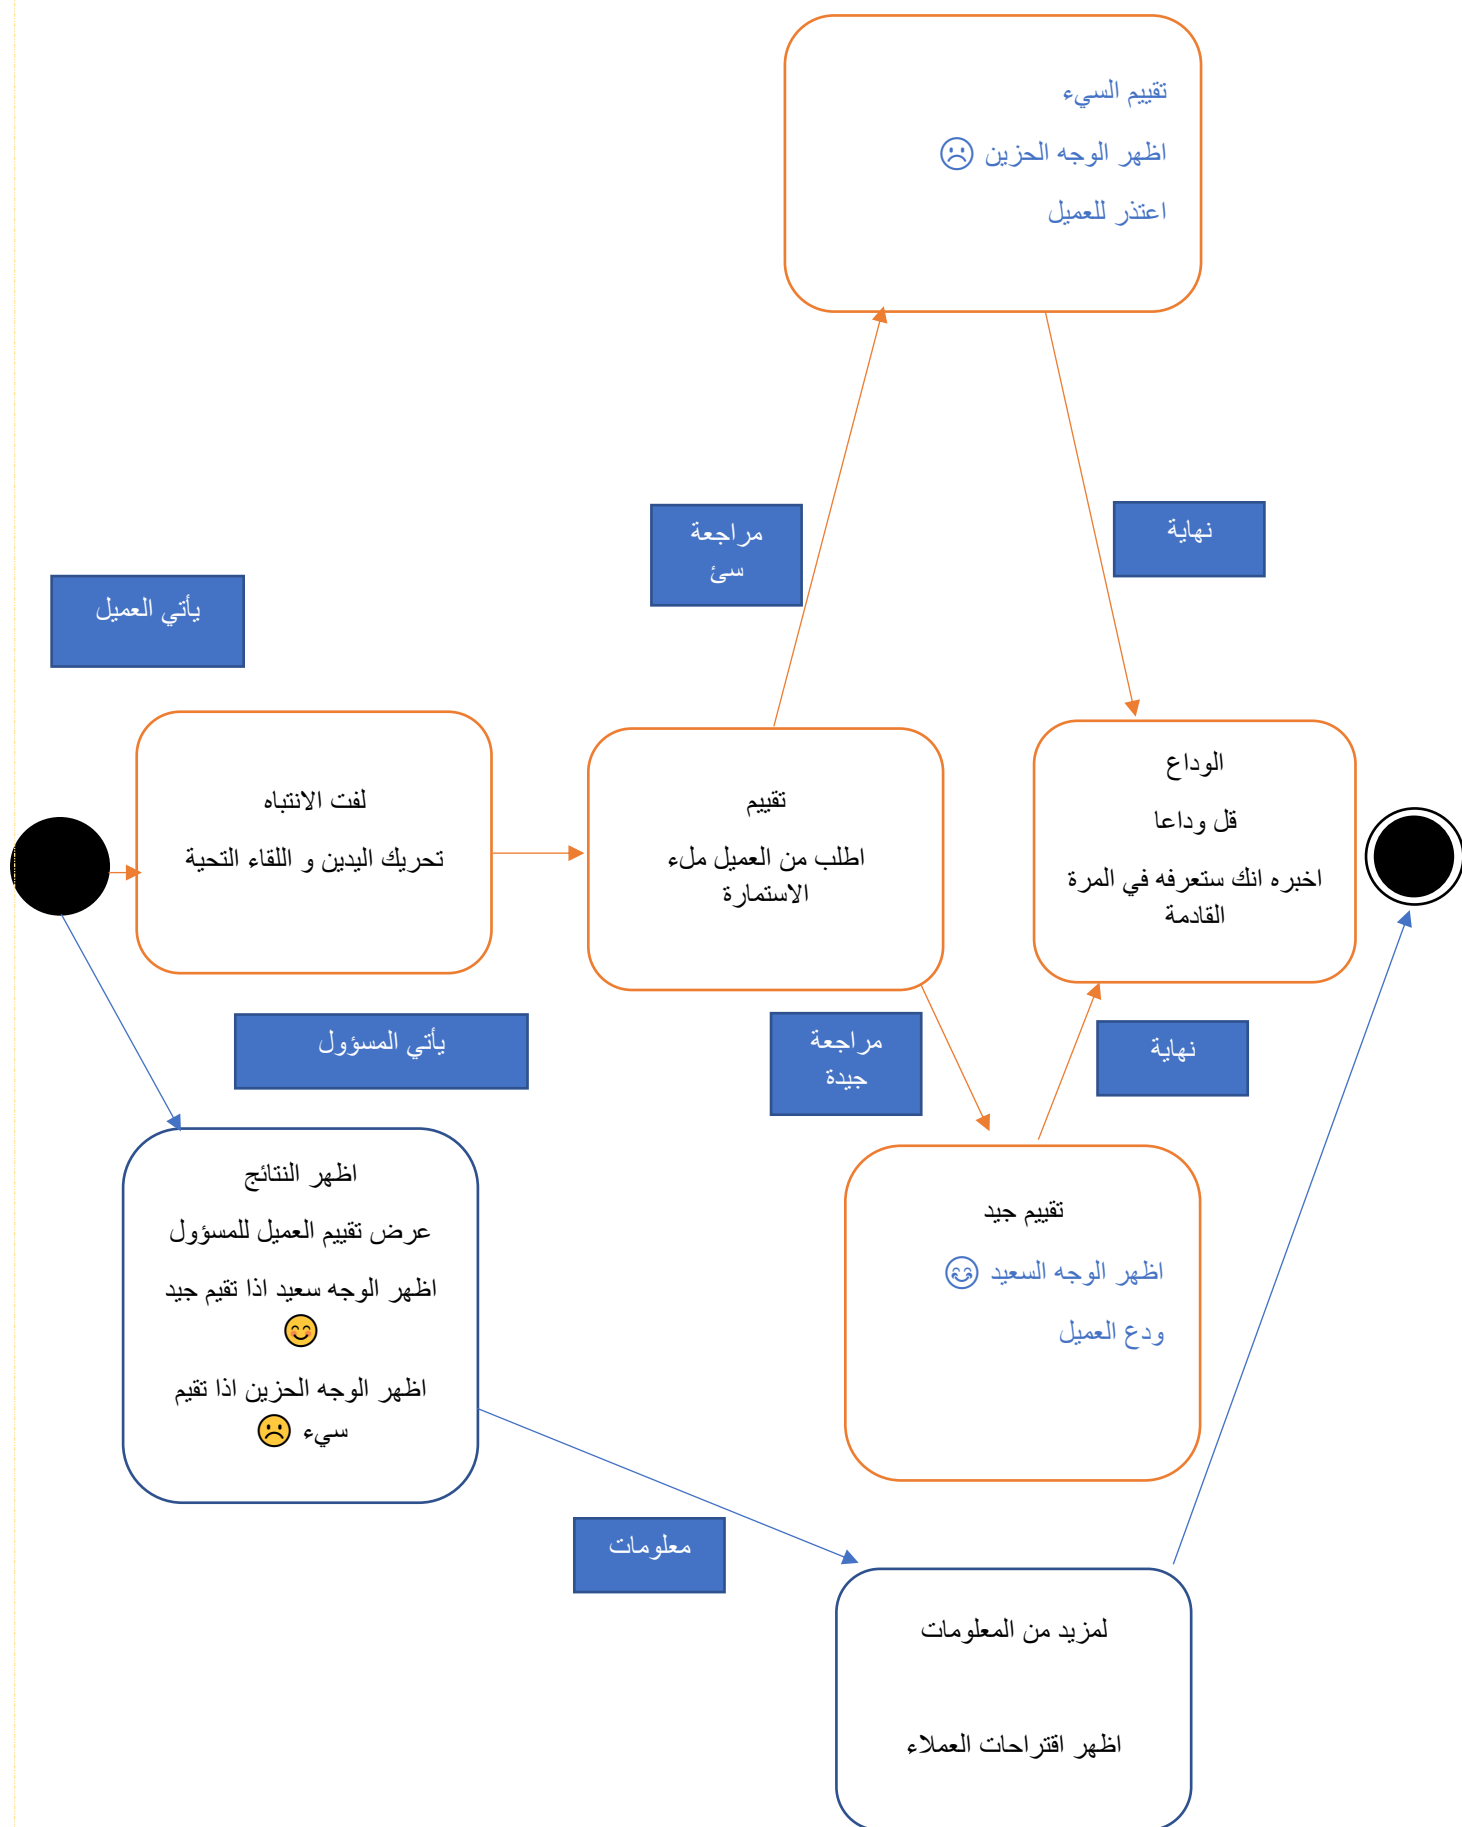 تقييم السيء
اظهر الوجه الحزين ☹
اعتذر للعميل
مراجعة
سئ
نهاية
يأتي العميل
لفت الانتباه
تحريك اليدين و اللقاء التحية
تقييم
اطلب من العميل ملء
الاستمارة
الوداع
قل وداعا
اخبره انك ستعرفه في المرة
القادمة
يأتي المسؤول
مراجعة
جيدة
نهاية
اظهر النتائج
عرض تقييم العميل للمسؤول
اظهر الوجه سعيد اذا تقيم جيد
😊
اظهر الوجه الحزين اذا تقيم
سيء ☹
تقييم جيد
اظهر الوجه السعيد 😊
ودع العميل
معلومات
لمزيد من المعلومات
اظهر اقتراحات العملاء